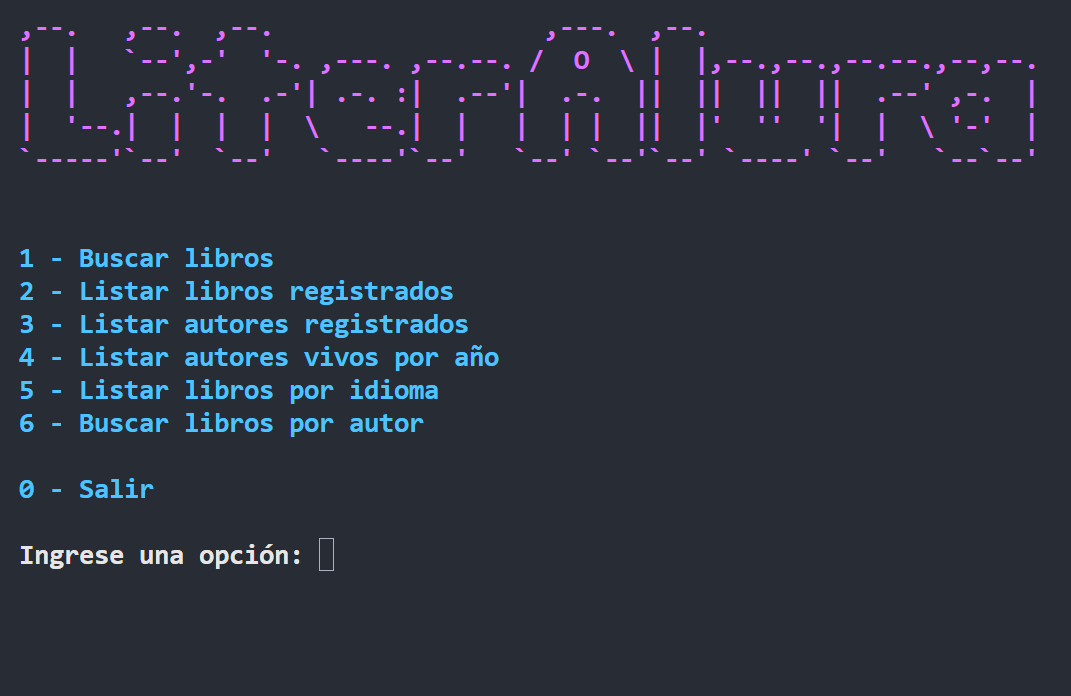 LiterAlura
1 - Buscar libros
2 - Listar libros registrados
3 - Listar autores registrados
4 - Listar autores vivos por año
5 - Listar libros por idioma
6 - Buscar libros por autor
0 - Salir
Ingrese una opción: